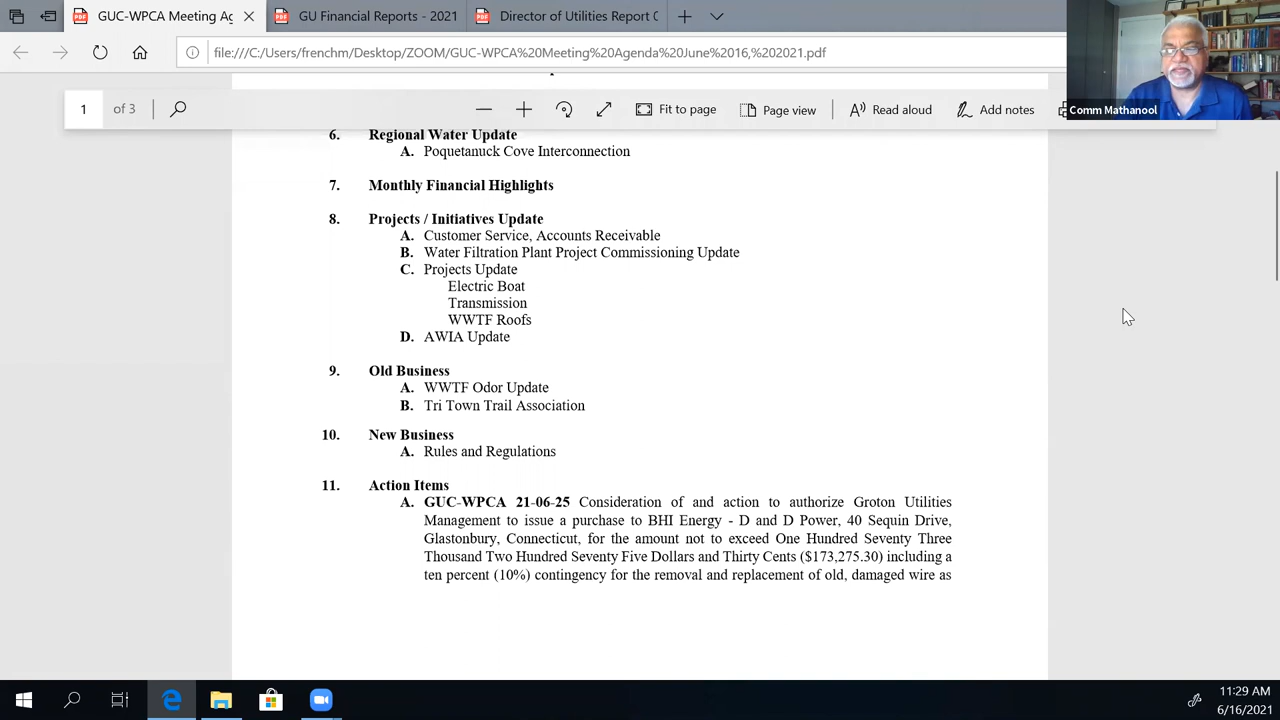 GUC-WPCA Meeting Ag
GU Financial Reports - 2021
Director of Utilities Report C
file:///C:/Users/frenchm/Desktop/ZOOM/GUC-WPCA%20Meeting%20Agenda%20June%2016,%202021.pdf
1 of 3
Fit to page
Page view
Read aloud
Add notes
Comm Mathanool
6. Regional Water Update
A. Poquetanuck Cove Interconnection
7. Monthly Financial Highlights
8. Projects / Initiatives Update
A. Customer Service, Accounts Receivable
B. Water Filtration Plant Project Commissioning Update
C. Projects Update
Electric Boat
Transmission
WWTF Roofs
D. AWIA Update
9. Old Business
A. WWTF Odor Update
B. Tri Town Trail Association
10. New Business
A. Rules and Regulations
11. Action Items
A. GUC-WPCA 21-06-25 Consideration of and action to authorize Groton Utilities
Management to issue a purchase to BHI Energy - D and D Power, 40 Sequin Drive,
Glastonbury, Connecticut, for the amount not to exceed One Hundred Seventy Three
Thousand Two Hundred Seventy Five Dollars and Thirty Cents ($173,275.30) including a
ten percent (10%) contingency for the removal and replacement of old, damaged wire as
11:29 AM
6/16/2021